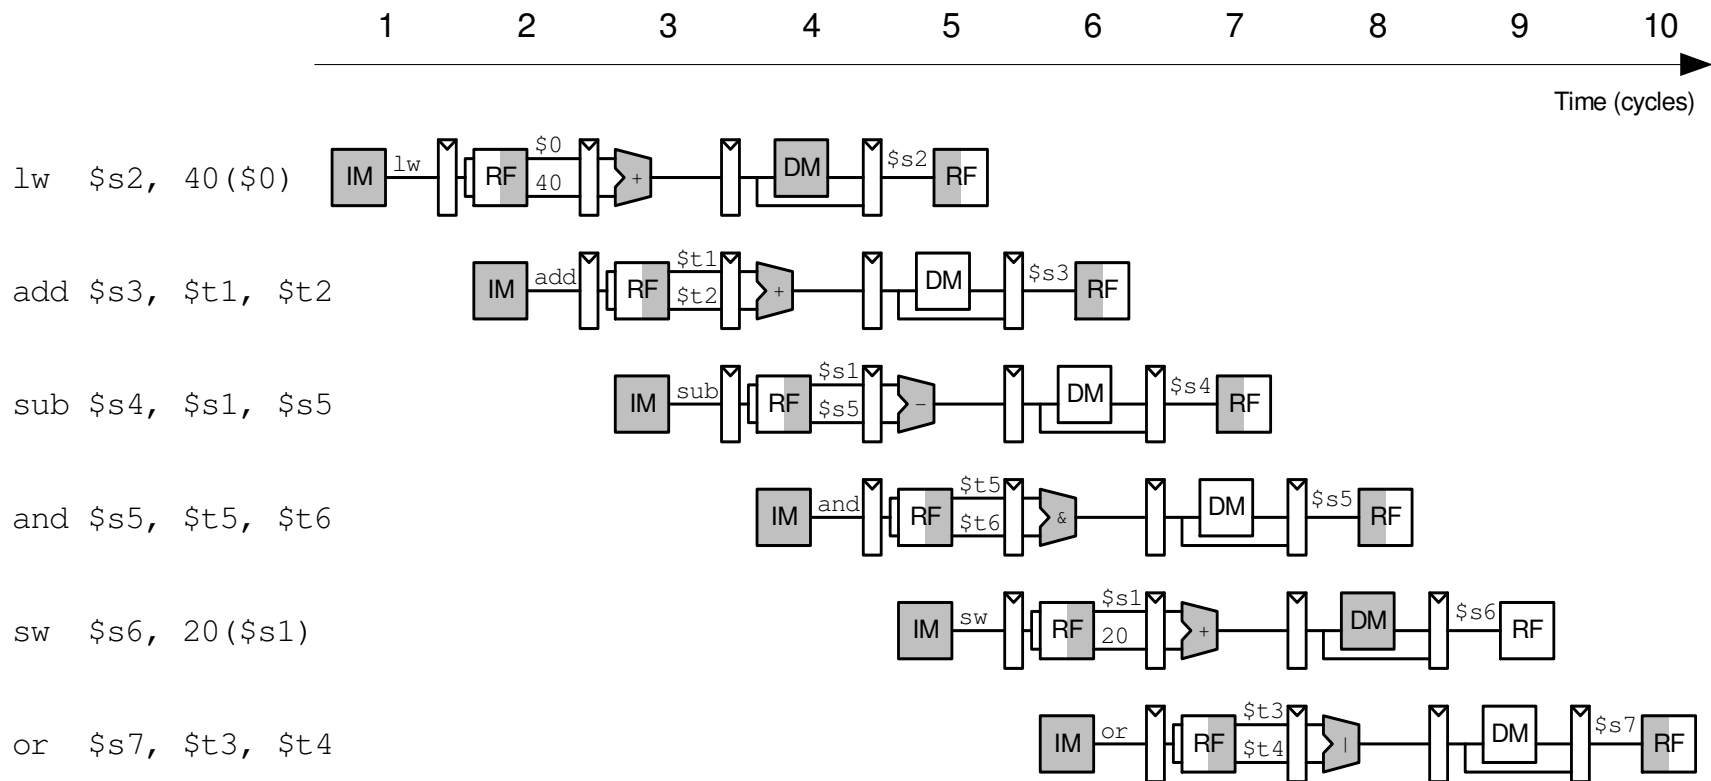 1 2 3 4 5 6 7 8 9 10
Time (cycles)
lw $s2, 40($0) IM lw RF $0 40 + DM $s2 RF
add $s3, $t1, $t2 IM add RF $t1 $t2 + DM $s3 RF
sub $s4, $s1, $s5 IM sub RF $s1 $s5 - DM $s4 RF
and $s5, $t5, $t6 IM and RF $t5 $t6 & DM $s5 RF
sw $s6, 20($s1) IM sw RF $s1 20 + DM $s6 RF
or $s7, $t3, $t4 IM or RF $t3 $t4 | DM $s7 RF